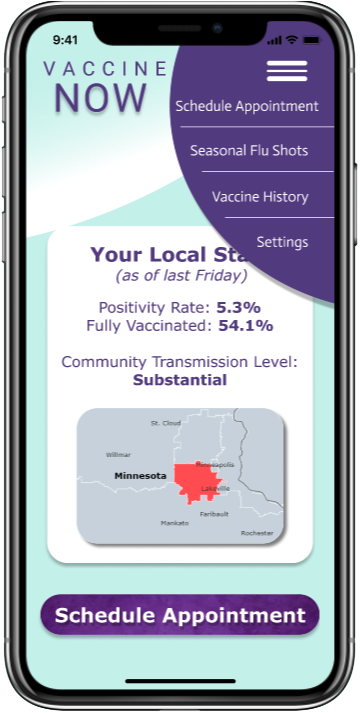 9:41
VACCINE
NOW
Schedule Appointment
Seasonal Flu Shots
Vaccine History
Settings
Your Local Sta
(as of last Friday)
Positivity Rate: 5.3%
Fully Vaccinated: 54.1%
Community Transmission Level:
Substantial
St. Cloud
Willmar
Minneapolis
Minnesota
Lakeville
Faribault
Mankato
Rochester
Schedule Appointment